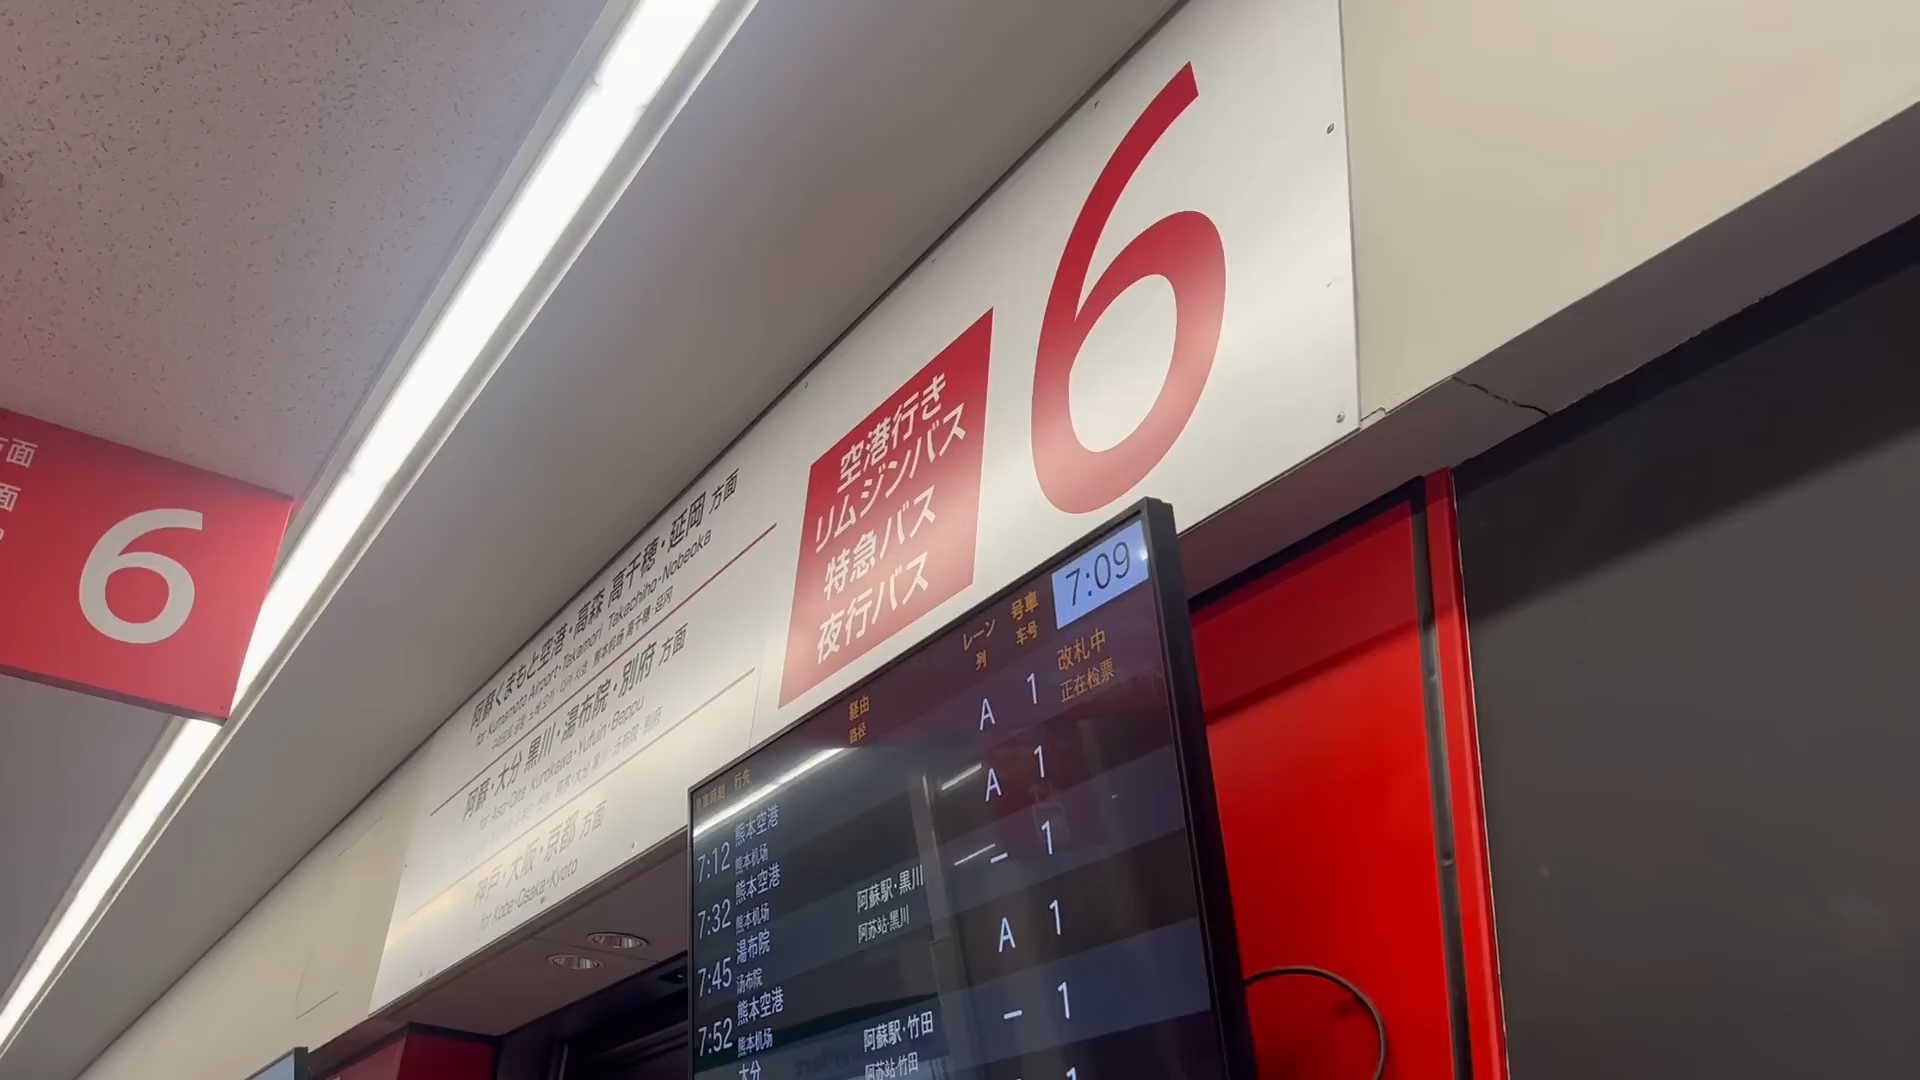 方面
面
6
6
空港行き
リムジンバス
特急バス
夜行バス
阿蘇くまもと空港・高森 高千穂・延岡 方面
for Kumamoto Airport・Takamori Takachiho・Nobeoka
阿蘇・大分 黒川・湯布院・別府 方面
for Aso・Oita Kurokawa・Yufuin・Beppu
神戸・大阪・京都 方面
for Kobe・Osaka・Kyoto
7:09
行先 経由 レーン 号車 改札中
路径 列 车号 正在检票
7:12 熊本空港 A 1
熊本机场
7:32 熊本空港 A 1
熊本机场
7:45 湯布院 阿蘇駅・黒川 – 1
汤布院 阿苏站・黑川
7:52 熊本空港 A 1
熊本机场
大分 阿蘇駅・竹田 – 1
阿苏站・竹田